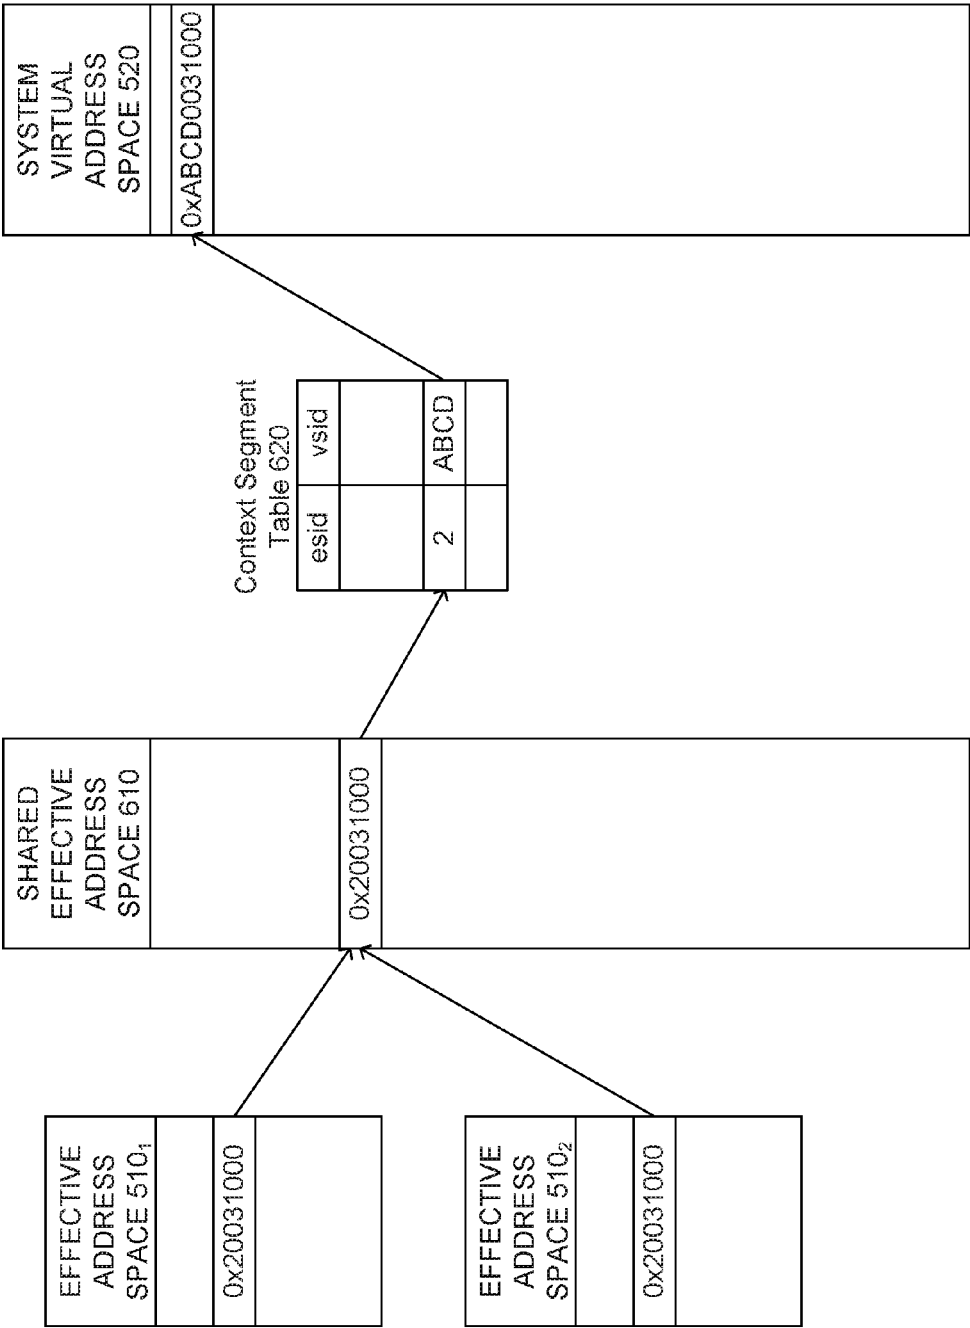 EFFECTIVE
ADDRESS
SPACE 510₁
0x20031000
EFFECTIVE
ADDRESS
SPACE 510₂
0x20031000
SHARED
EFFECTIVE
ADDRESS
SPACE 610
0x20031000
Context Segment
Table 620
esid vsid
2 ABCD
SYSTEM
VIRTUAL
ADDRESS
SPACE 520
0xABCD0031000